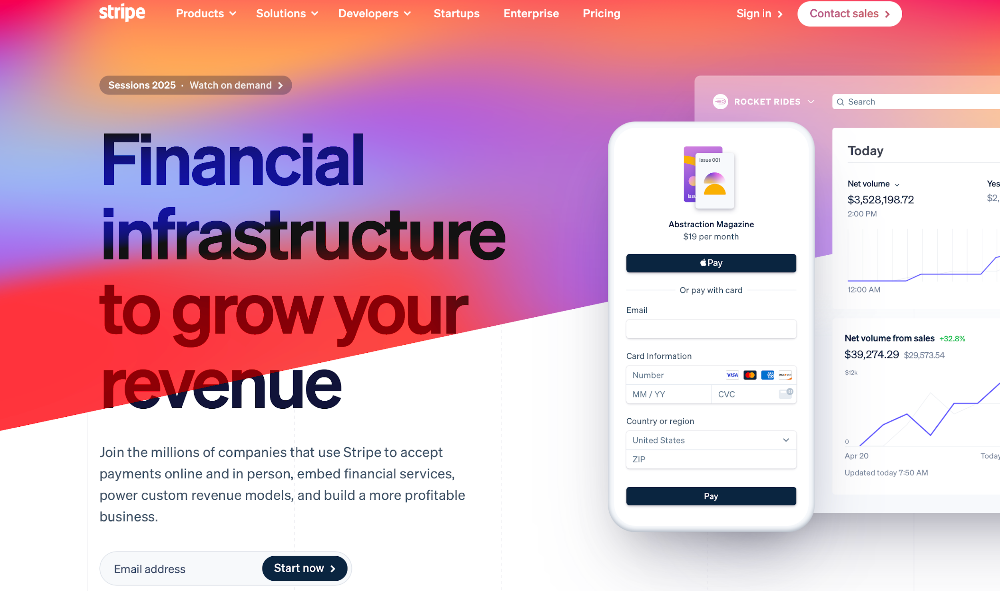 stripe
Products
Solutions
Developers
Startups
Enterprise
Pricing
Sign in
Contact sales
Sessions 2025 · Watch on demand
Financial
infrastructure
to grow your
revenue
Join the millions of companies that use Stripe to accept
payments online and in person, embed financial services,
power custom revenue models, and build a more profitable
business.
Email address
Start now
Issue 001
Issu
Abstraction Magazine
$19 per month
Pay
Or pay with card
Email
Card Information
Number
VISA
DISCOVER
MM / YY
CVC
Country or region
United States
ZIP
Pay
ROCKET RIDES
Search
Today
Net volume
Yes
$3,528,198.72
$2,
2:00 PM
12:00 AM
Net volume from sales +32.8%
$39,274.29 $29,573.54
$12k
0
Apr 20
Today
Updated today 7:50 AM